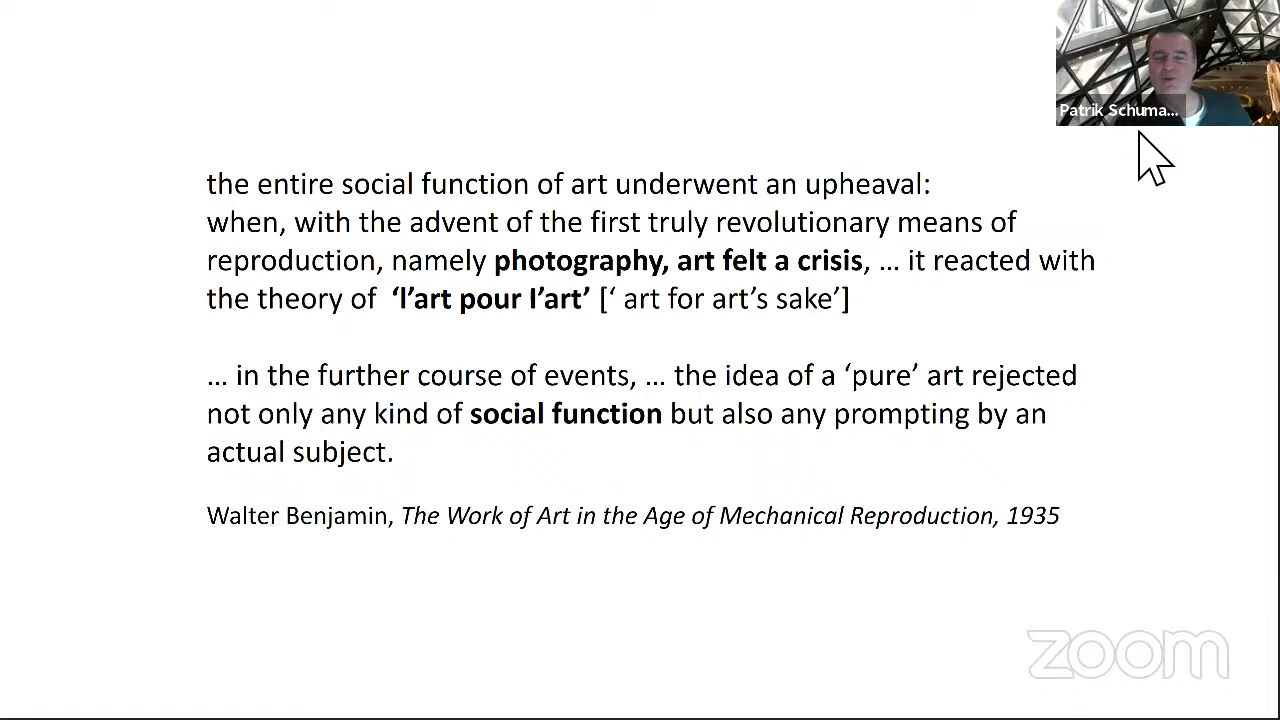 Patrik Schuma...
the entire social function of art underwent an upheaval:
when, with the advent of the first truly revolutionary means of
reproduction, namely photography, art felt a crisis, … it reacted with
the theory of ‘l’art pour I’art’ [‘ art for art’s sake’]
… in the further course of events, … the idea of a ‘pure’ art rejected
not only any kind of social function but also any prompting by an
actual subject.
Walter Benjamin, The Work of Art in the Age of Mechanical Reproduction, 1935
zoom